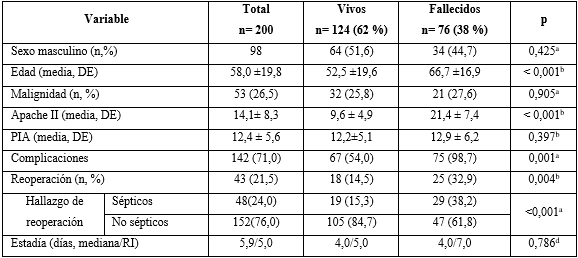 Variable Total Vivos Fallecidos p
n= 200 n= 124 (62 %) n= 76 (38 %)
Sexo masculino (n,%) 98 64 (51,6) 34 (44,7) 0,425ᵃ
Edad (media, DE) 58,0 ±19,8 52,5 ±19,6 66,7 ±16,9 < 0,001ᵇ
Malignidad (n, %) 53 (26,5) 32 (25,8) 21 (27,6) 0,905ᵃ
Apache II (media, DE) 14,1± 8,3 9,6 ± 4,9 21,4 ± 7,4 < 0,001ᵇ
PIA (media, DE) 12,4 ± 5,6 12,2±5,1 12,9 ± 6,2 0,397ᵇ
Complicaciones 142 (71,0) 67 (54,0) 75 (98,7) 0,001ᵃ
Reoperación (n, %) 43 (21,5) 18 (14,5) 25 (32,9) 0,004ᵇ
Hallazgo de reoperación Sépticos 48(24,0) 19 (15,3) 29 (38,2) <0,001ᵃ
No sépticos 152(76,0) 105 (84,7) 47 (61,8)
Estadía (días, mediana/RI) 5,9/5,0 4,0/5,0 4,0/7,0 0,786ᵈ